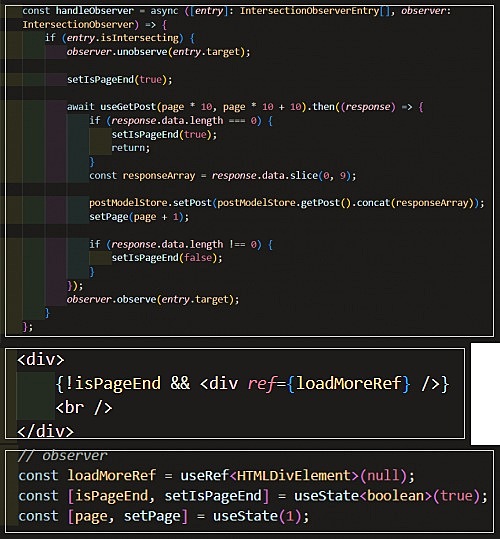 const handleObserver = async ([entry]: IntersectionObserverEntry[], observer:
IntersectionObserver) => {
if (entry.isIntersecting) {
observer.unobserve(entry.target);
setIsPageEnd(true);
await useGetPost(page * 10, page * 10 + 10).then((response) => {
if (response.data.length === 0) {
setIsPageEnd(true);
return;
}
const responseArray = response.data.slice(0, 9);
postModelStore.setPost(postModelStore.getPost().concat(responseArray));
setPage(page + 1);
if (response.data.length !== 0) {
setIsPageEnd(false);
}
});
observer.observe(entry.target);
}
};
<div>
{!isPageEnd && <div ref={loadMoreRef} />}
<br />
</div>
// observer
const loadMoreRef = useRef<HTMLDivElement>(null);
const [isPageEnd, setIsPageEnd] = useState<boolean>(true);
const [page, setPage] = useState(1);